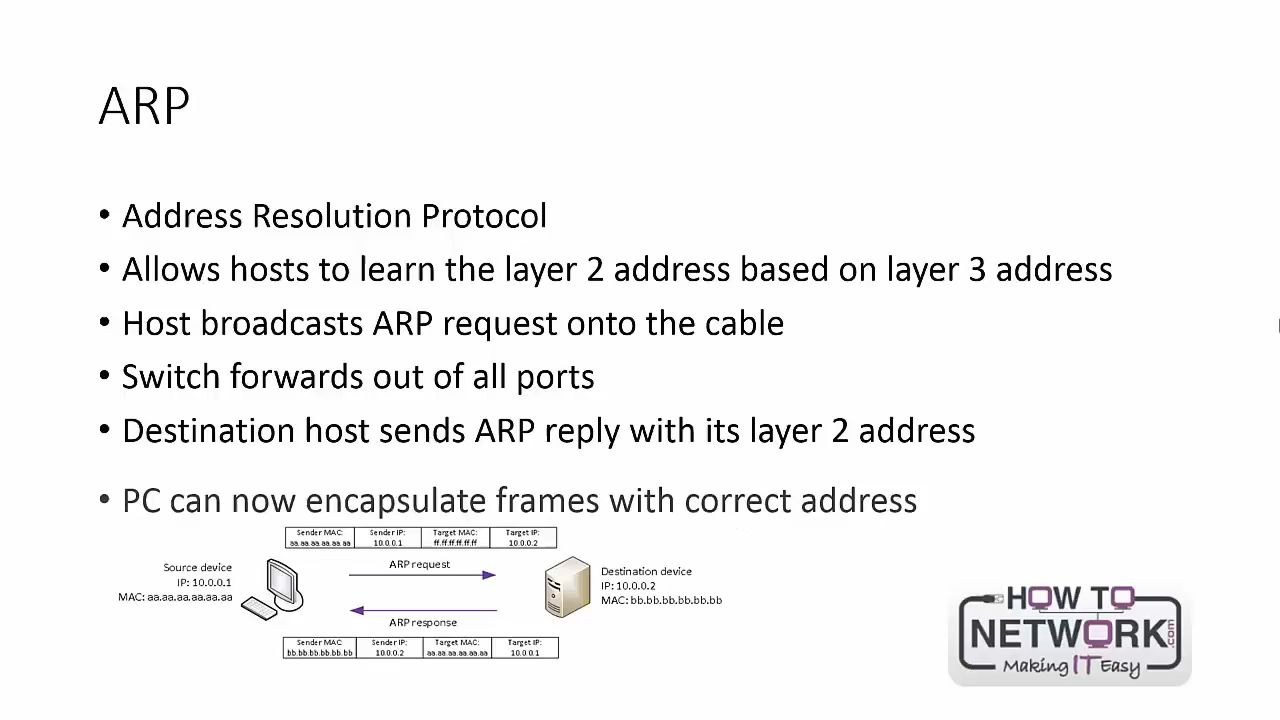 ARP
• Address Resolution Protocol
• Allows hosts to learn the layer 2 address based on layer 3 address
• Host broadcasts ARP request onto the cable
• Switch forwards out of all ports
• Destination host sends ARP reply with its layer 2 address
• PC can now encapsulate frames with correct address
Sender MAC: Sender IP: Target MAC: Target IP:
aa.aa.aa.aa.aa.aa 10.0.0.1 ff.ff.ff.ff.ff.ff 10.0.0.2
Source device
IP: 10.0.0.1
MAC: aa.aa.aa.aa.aa.aa
ARP request
ARP response
Destination device
IP: 10.0.0.2
MAC: bb.bb.bb.bb.bb.bb
Sender MAC: Sender IP: Target MAC: Target IP:
bb.bb.bb.bb.bb.bb 10.0.0.2 aa.aa.aa.aa.aa.aa 10.0.0.1
HOW TO
NETWORK.com
Making IT Easy